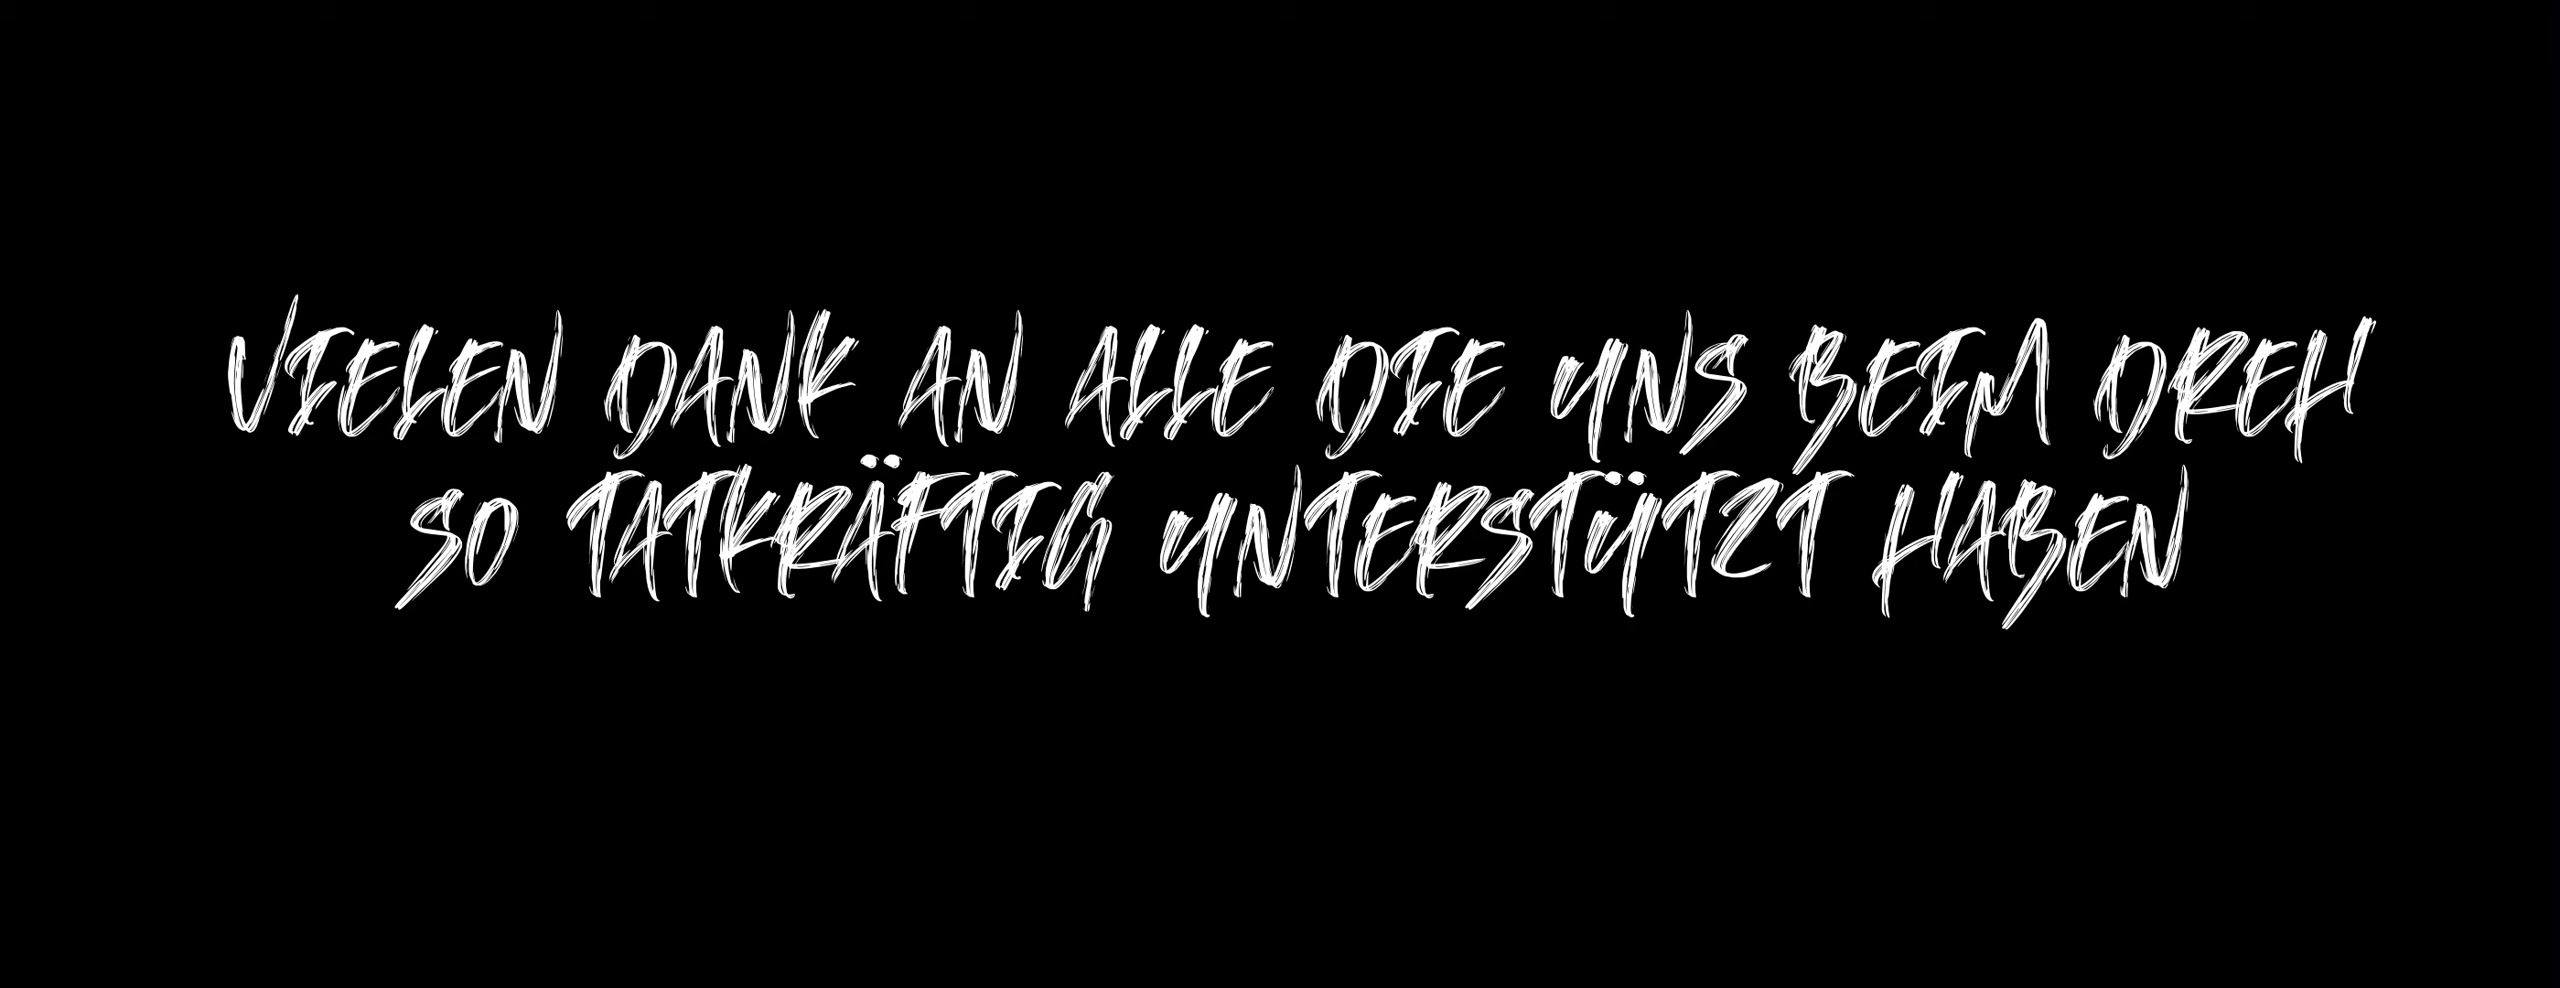 VIELEN DANK AN ALLE DIE UNS BEIM DREH
SO TATKRÄFTIG UNTERSTÜTZT HABEN